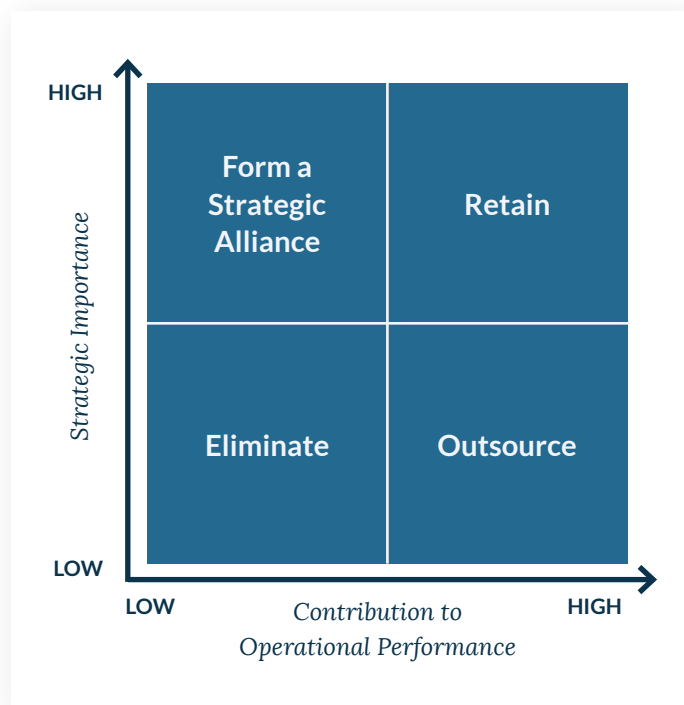 HIGH
Form a
Strategic
Alliance
Retain
Strategic Importance
Eliminate
Outsource
LOW
LOW
Contribution to
Operational Performance
HIGH